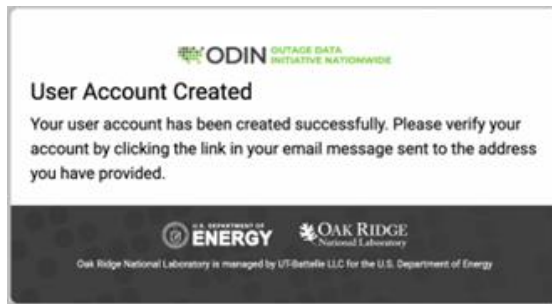 ODIN OUTAGE DATA
INITIATIVE NATIONWIDE
User Account Created
Your user account has been created successfully. Please verify your
account by clicking the link in your email message sent to the address
you have provided.
U.S. DEPARTMENT OF
ENERGY
OAK RIDGE
National Laboratory
Oak Ridge National Laboratory is managed by UT-Battelle LLC for the U.S. Department of Energy